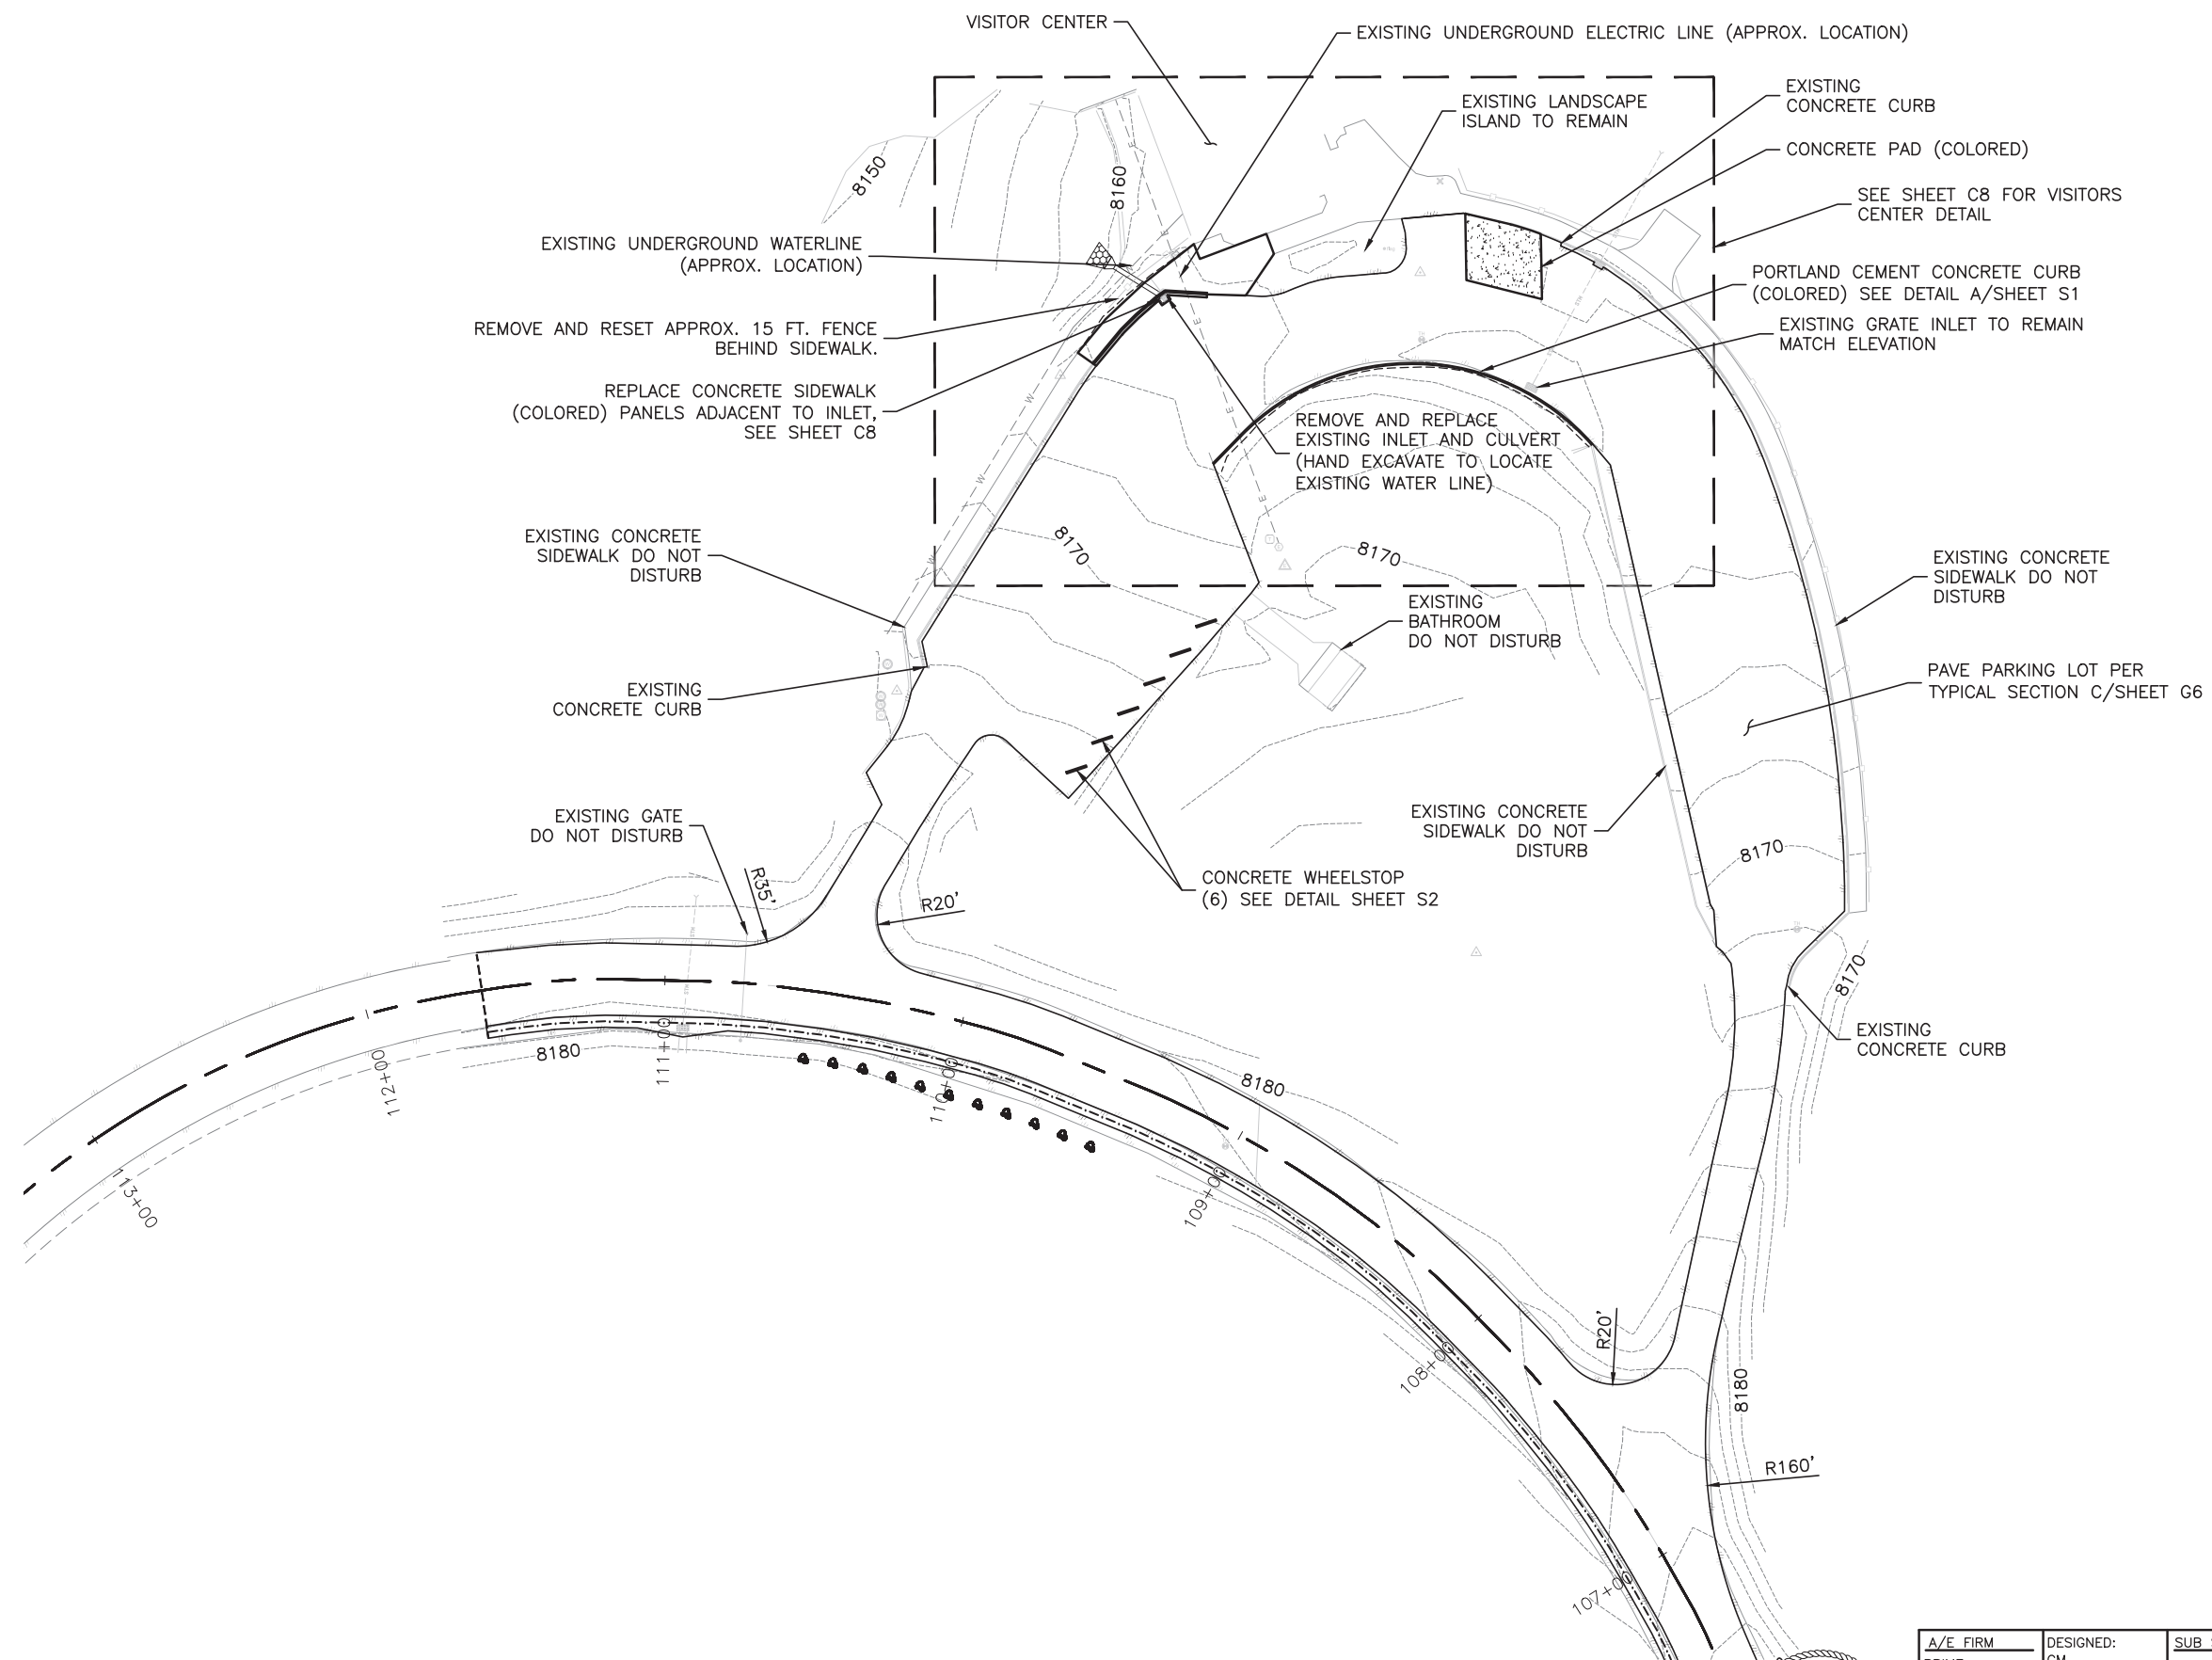 VISITOR CENTER
EXISTING UNDERGROUND ELECTRIC LINE (APPROX. LOCATION)
EXISTING LANDSCAPE
ISLAND TO REMAIN
EXISTING
CONCRETE CURB
CONCRETE PAD (COLORED)
SEE SHEET C8 FOR VISITORS
CENTER DETAIL
PORTLAND CEMENT CONCRETE CURB
(COLORED) SEE DETAIL A/SHEET S1
EXISTING GRATE INLET TO REMAIN
MATCH ELEVATION
8150
8160
EXISTING UNDERGROUND WATERLINE
(APPROX. LOCATION)
REMOVE AND RESET APPROX. 15 FT. FENCE
BEHIND SIDEWALK.
REPLACE CONCRETE SIDEWALK
(COLORED) PANELS ADJACENT TO INLET,
SEE SHEET C8
REMOVE AND REPLACE
EXISTING INLET AND CULVERT
(HAND EXCAVATE TO LOCATE
EXISTING WATER LINE)
E
E
E
E
E
E
W
W
W
8170
8170
EXISTING CONCRETE
SIDEWALK DO NOT
DISTURB
EXISTING
BATHROOM
DO NOT DISTURB
EXISTING CONCRETE
SIDEWALK DO NOT
DISTURB
EXISTING
CONCRETE CURB
PAVE PARKING LOT PER
TYPICAL SECTION C/SHEET G6
EXISTING GATE
DO NOT DISTURB
EXISTING CONCRETE
SIDEWALK DO NOT
DISTURB
8170
R35'
R20'
CONCRETE WHEELSTOP
(6) SEE DETAIL SHEET S2
8170
EXISTING
CONCRETE CURB
8180
111+00
112+00
110+00
8180
113+00
109+00
R20'
108+00
8180
R160'
107+00
A/E FIRM
DESIGNED:
SUB